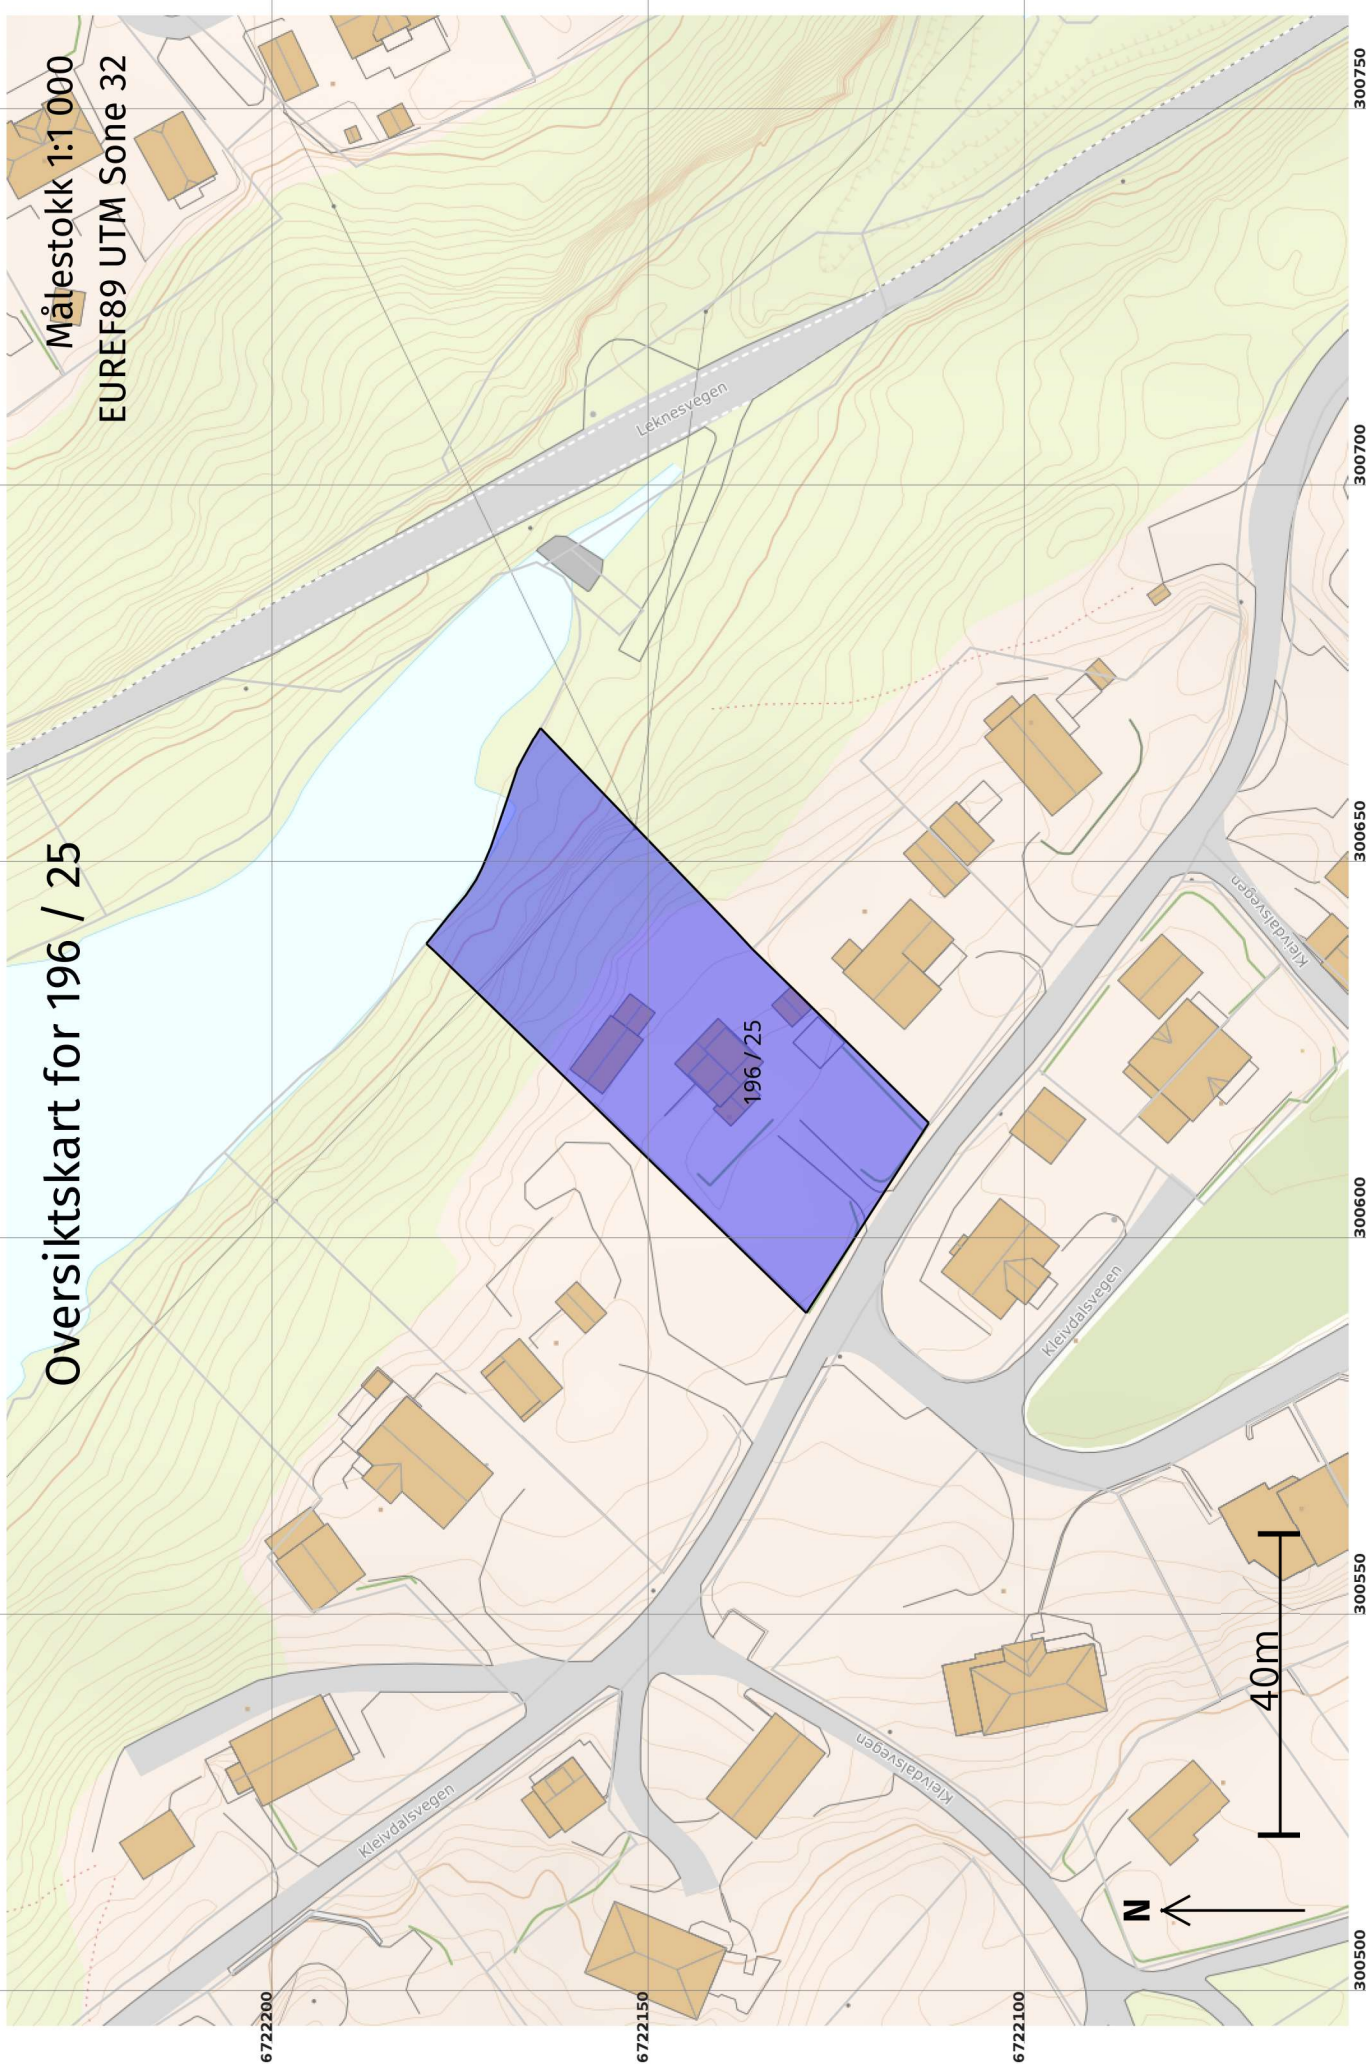 Oversiktskart for 196 / 25
Målestokk 1:1 000
EUREF89 UTM Sone 32
6722200
6722150
6722100
Kleivdalsvegen
Kleivdalsvegen
Kleivdalsvegen
Kleivdalsvegen
Leknesvegen
196 / 25
N
40m
300500
300550
300600
300650
300700
300750